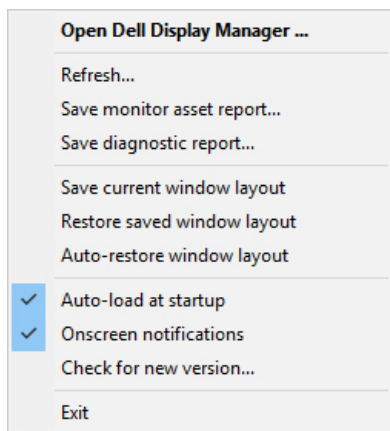 Open Dell Display Manager ...
Refresh...
Save monitor asset report...
Save diagnostic report...
Save current window layout
Restore saved window layout
Auto-restore window layout
Auto-load at startup
Onscreen notifications
Check for new version...
Exit